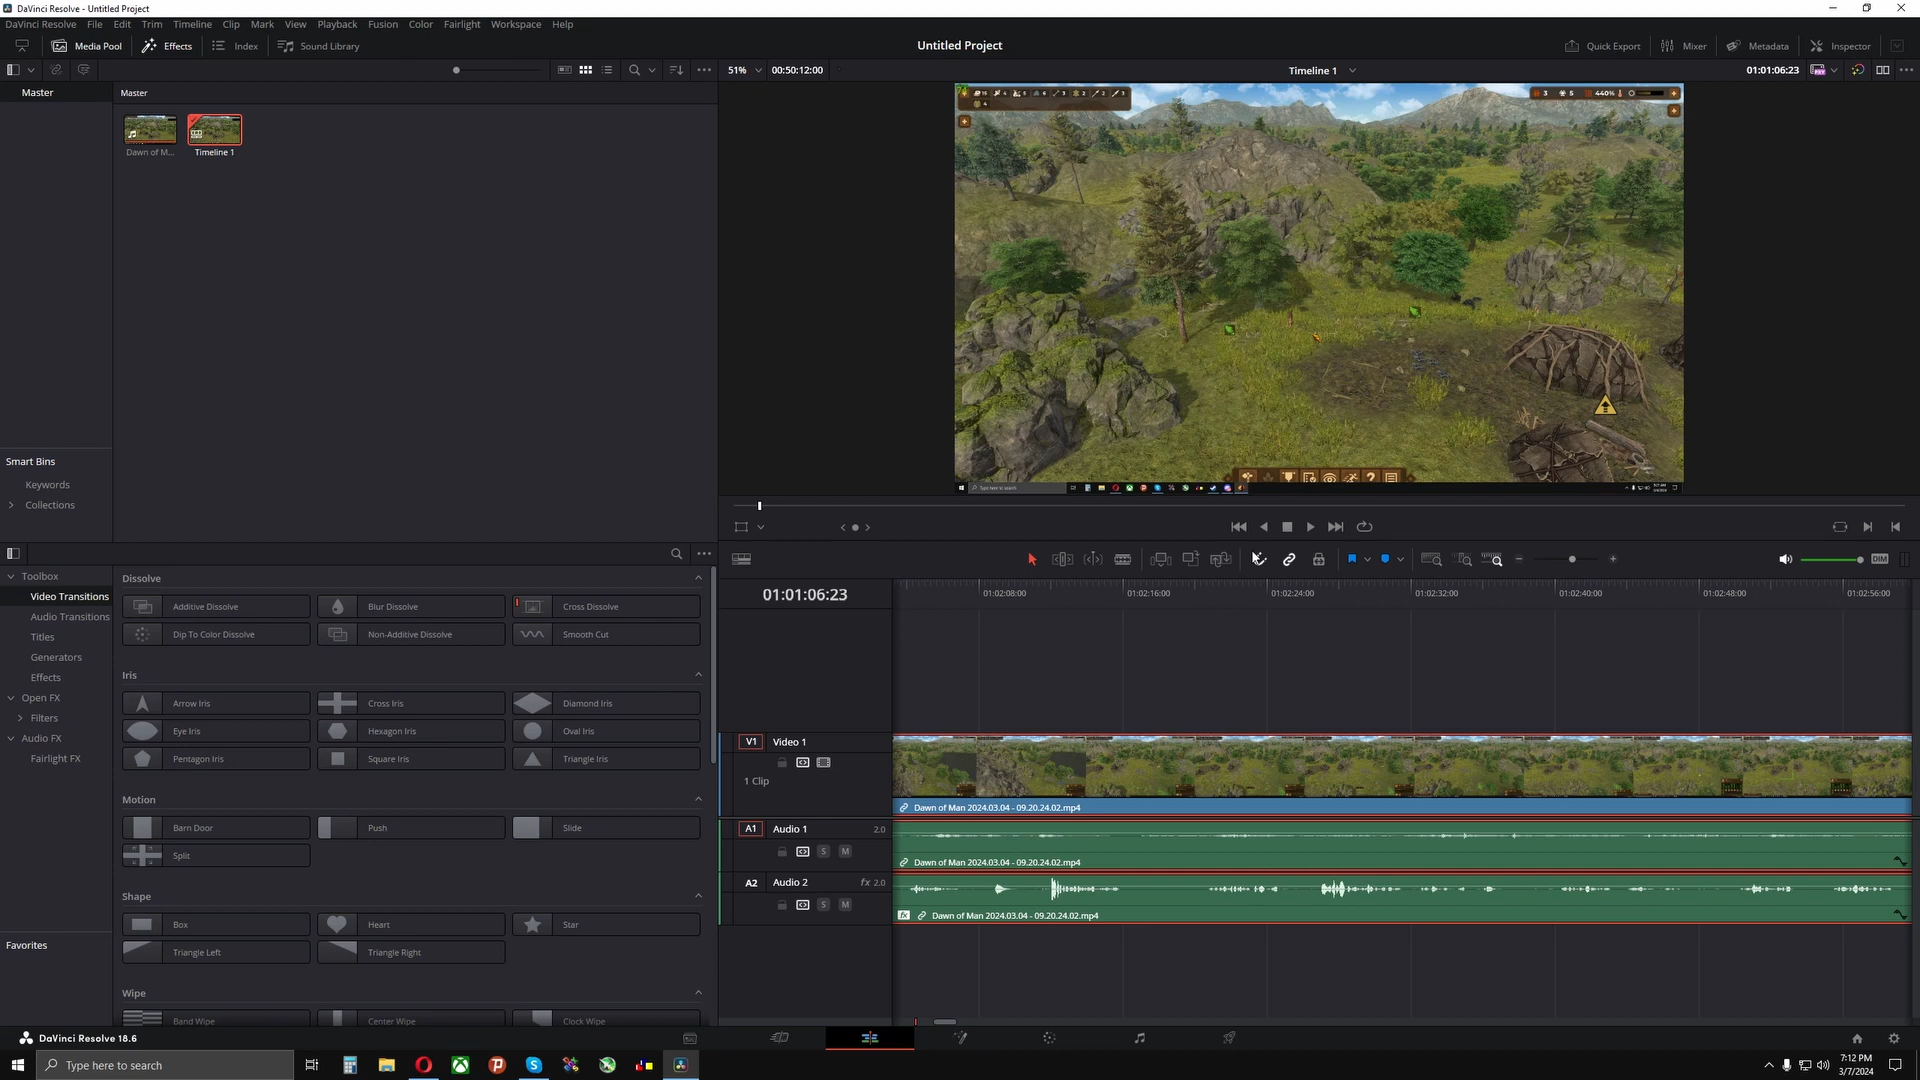 DaVinci Resolve - Untitled Project
DaVinci Resolve File Edit Trim Timeline Clip Mark View Playback Fusion Color Fairlight Workspace Help
Media Pool Effects Index Sound Library
Untitled Project
Quick Export Mixer Metadata Inspector
51% 00:50:12:00
Timeline 1
01:01:06:23
Master
Master
Dawn of M...
Timeline 1
440%
Type here to search
Smart Bins
Keywords
Collections
Toolbox
Video Transitions
Audio Transitions
Titles
Generators
Effects
Open FX
Filters
Audio FX
Fairlight FX
Favorites
Dissolve
Additive Dissolve Blur Dissolve Cross Dissolve
Dip To Color Dissolve Non-Additive Dissolve Smooth Cut
Iris
Arrow Iris Cross Iris Diamond Iris
Eye Iris Hexagon Iris Oval Iris
Pentagon Iris Square Iris Triangle Iris
Motion
Barn Door Push Slide
Split
Shape
Box Heart Star
Triangle Left Triangle Right
Wipe
Band Wipe Center Wipe Clock Wipe
DIM
01:01:06:23
01:02:08:00 01:02:16:00 01:02:24:00 01:02:32:00 01:02:40:00 01:02:48:00 01:02:56:00
V1 Video 1
1 Clip
Dawn of Man 2024.03.04 - 09.20.24.02.mp4
A1 Audio 1 2.0
S M
Dawn of Man 2024.03.04 - 09.20.24.02.mp4
A2 Audio 2 fx 2.0
S M
fx Dawn of Man 2024.03.04 - 09.20.24.02.mp4
DaVinci Resolve 18.6
Type here to search
7:12 PM
3/7/2024